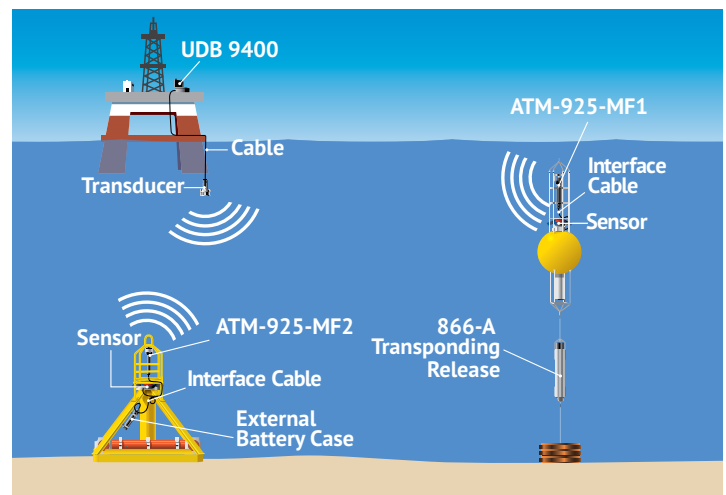 UDB 9400
Cable
Transducer
ATM-925-MF1
Interface
Cable
Sensor
ATM-925-MF2
Sensor
Interface Cable
External
Battery Case
866-A
Transponding
Release